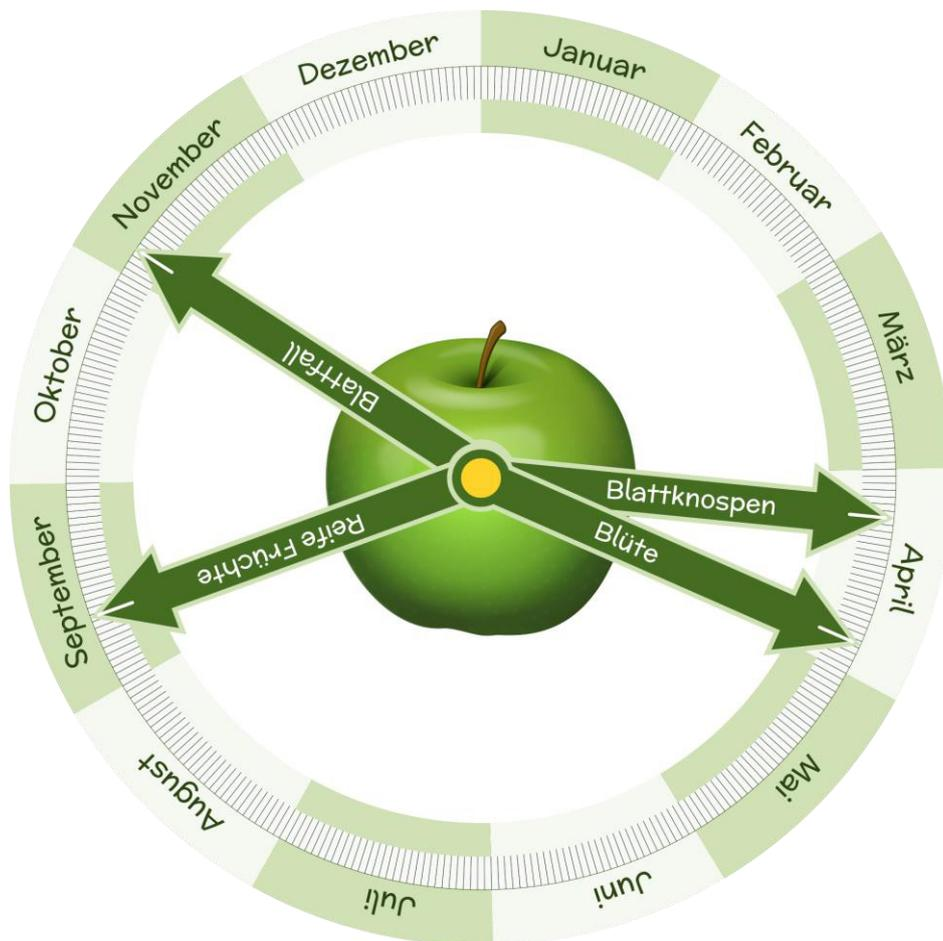 Januar
Februar
März
April
Mai
Juni
Juli
August
September
Oktober
November
Dezember
Blattfall
Blattknospen
Blüte
Reife Früchte